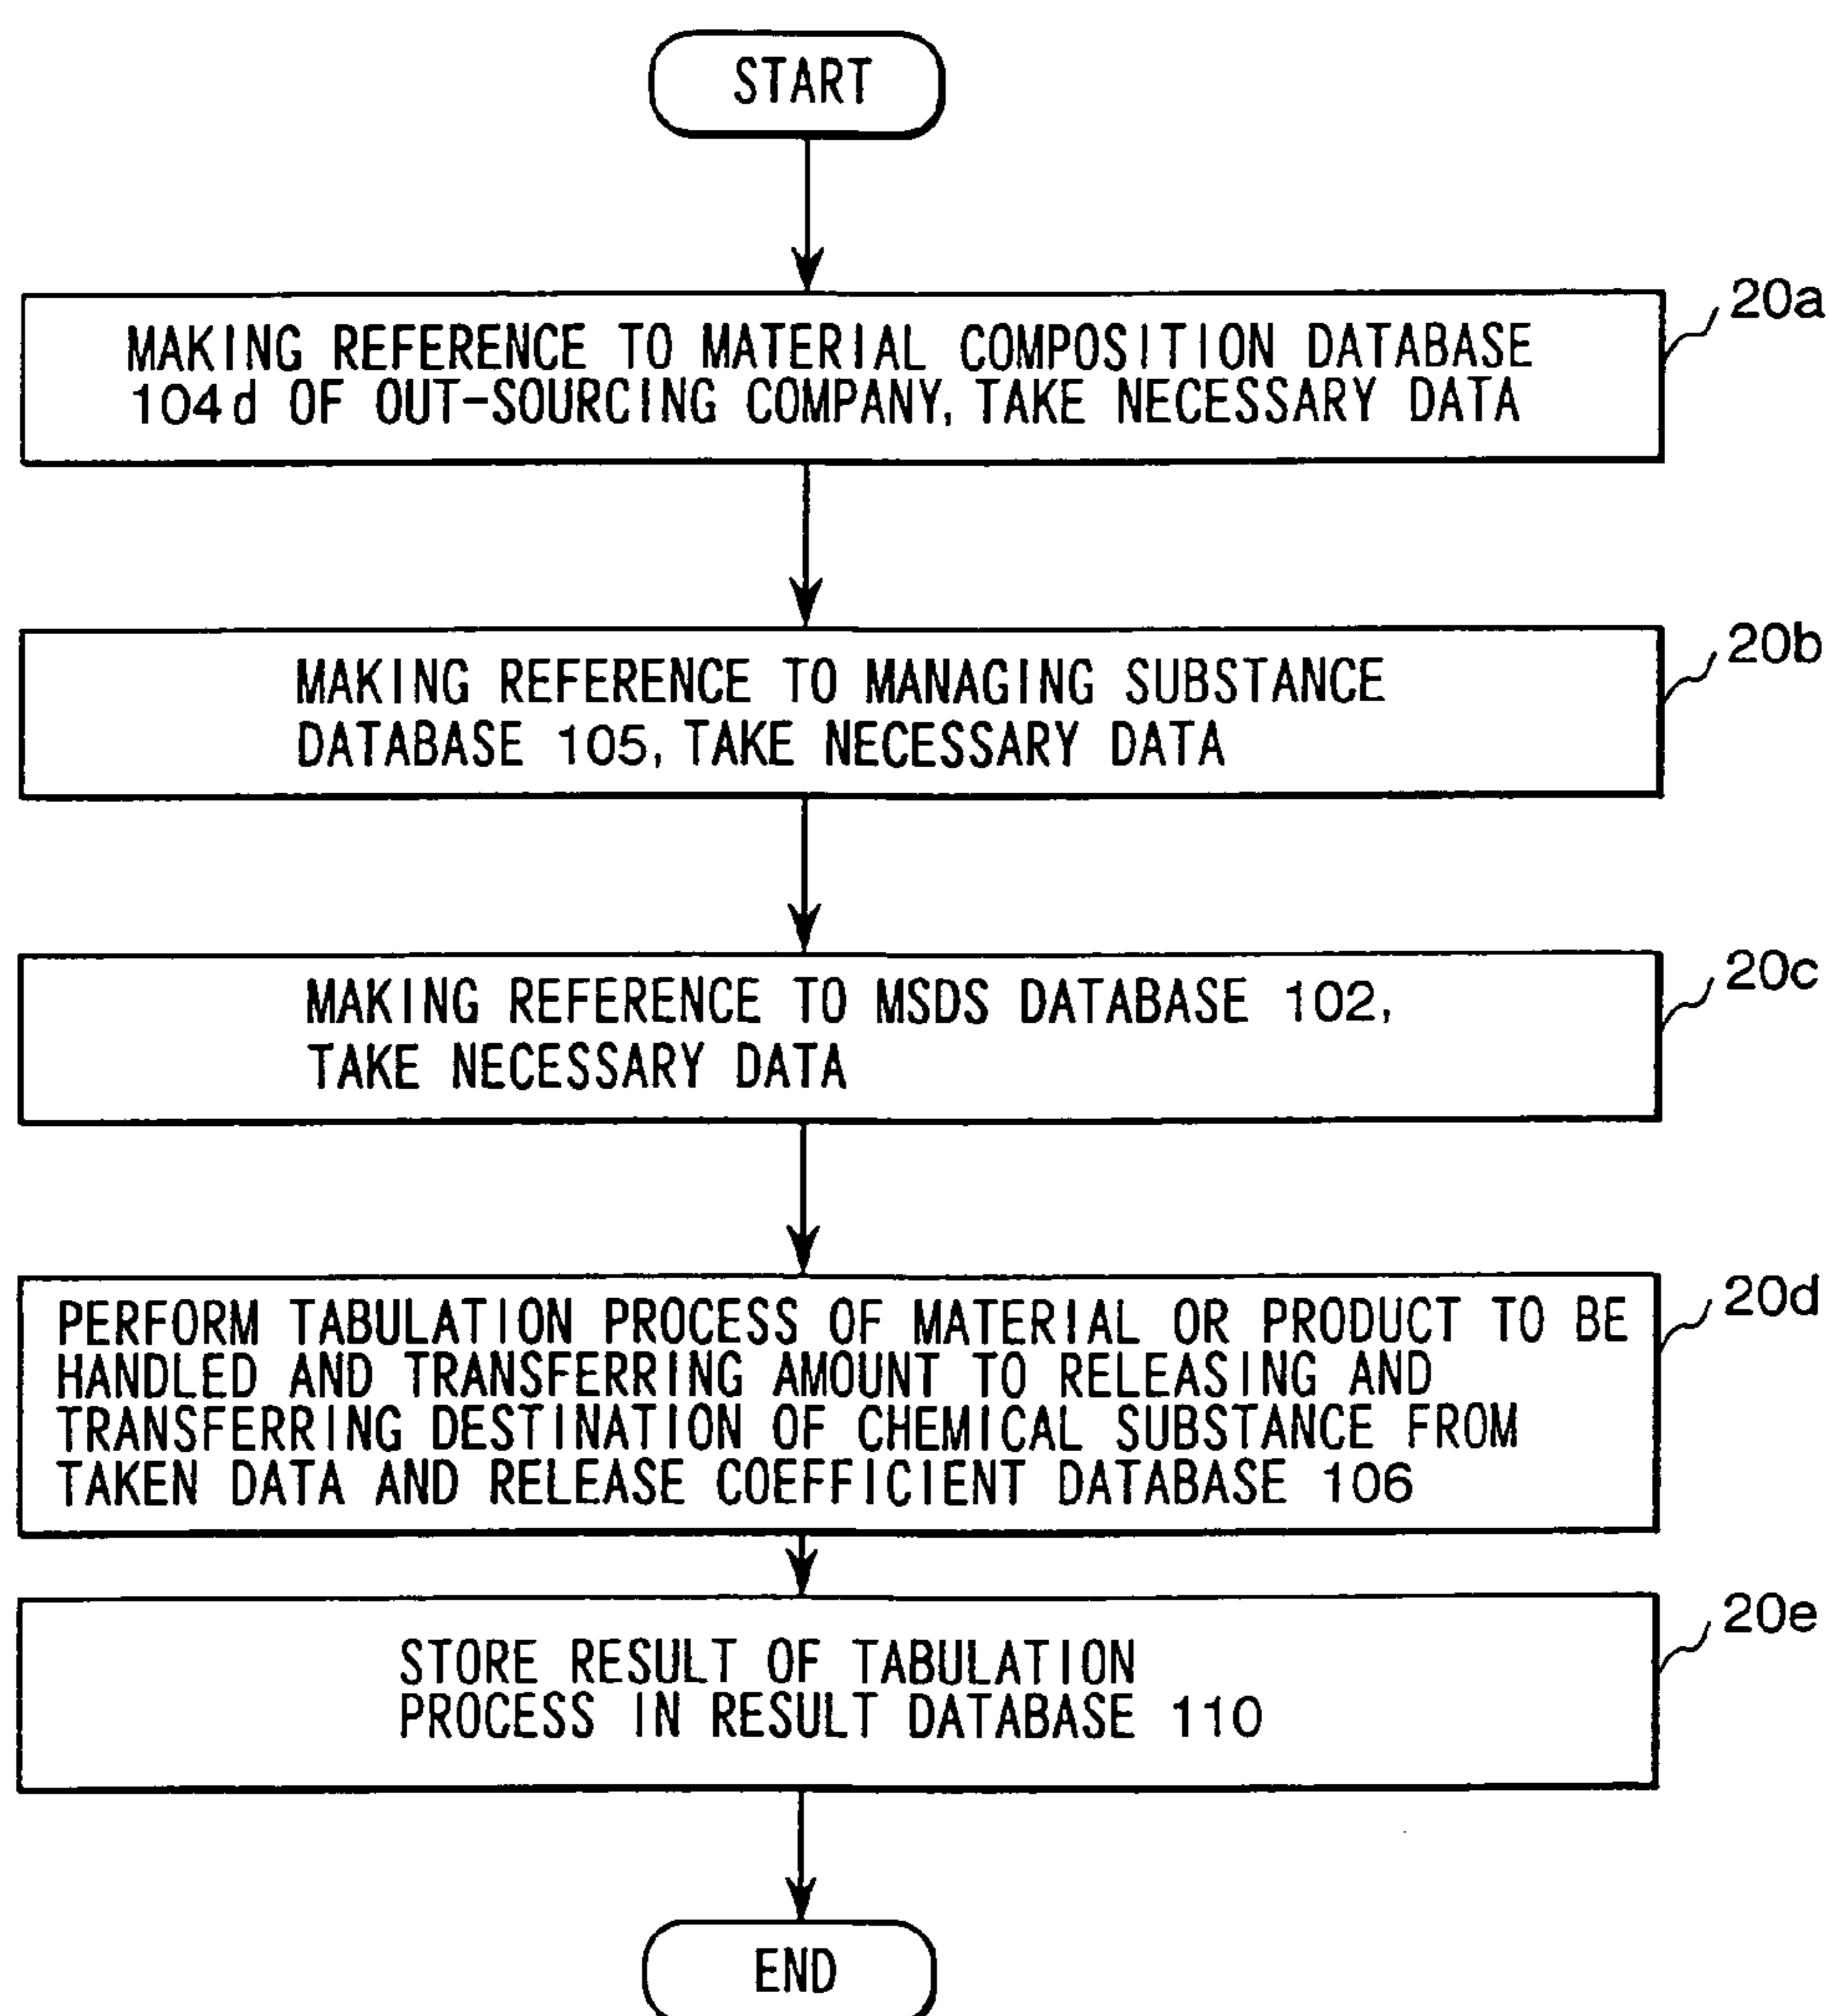 START
20a
MAKING REFERENCE TO MATERIAL COMPOSITION DATABASE
104d OF OUT-SOURCING COMPANY, TAKE NECESSARY DATA
20b
MAKING REFERENCE TO MANAGING SUBSTANCE
DATABASE 105, TAKE NECESSARY DATA
20c
MAKING REFERENCE TO MSDS DATABASE 102,
TAKE NECESSARY DATA
20d
PERFORM TABULATION PROCESS OF MATERIAL OR PRODUCT TO BE
HANDLED AND TRANSFERRING AMOUNT TO RELEASING AND
TRANSFERRING DESTINATION OF CHEMICAL SUBSTANCE FROM
TAKEN DATA AND RELEASE COEFFICIENT DATABASE 106
20e
STORE RESULT OF TABULATION
PROCESS IN RESULT DATABASE 110
END